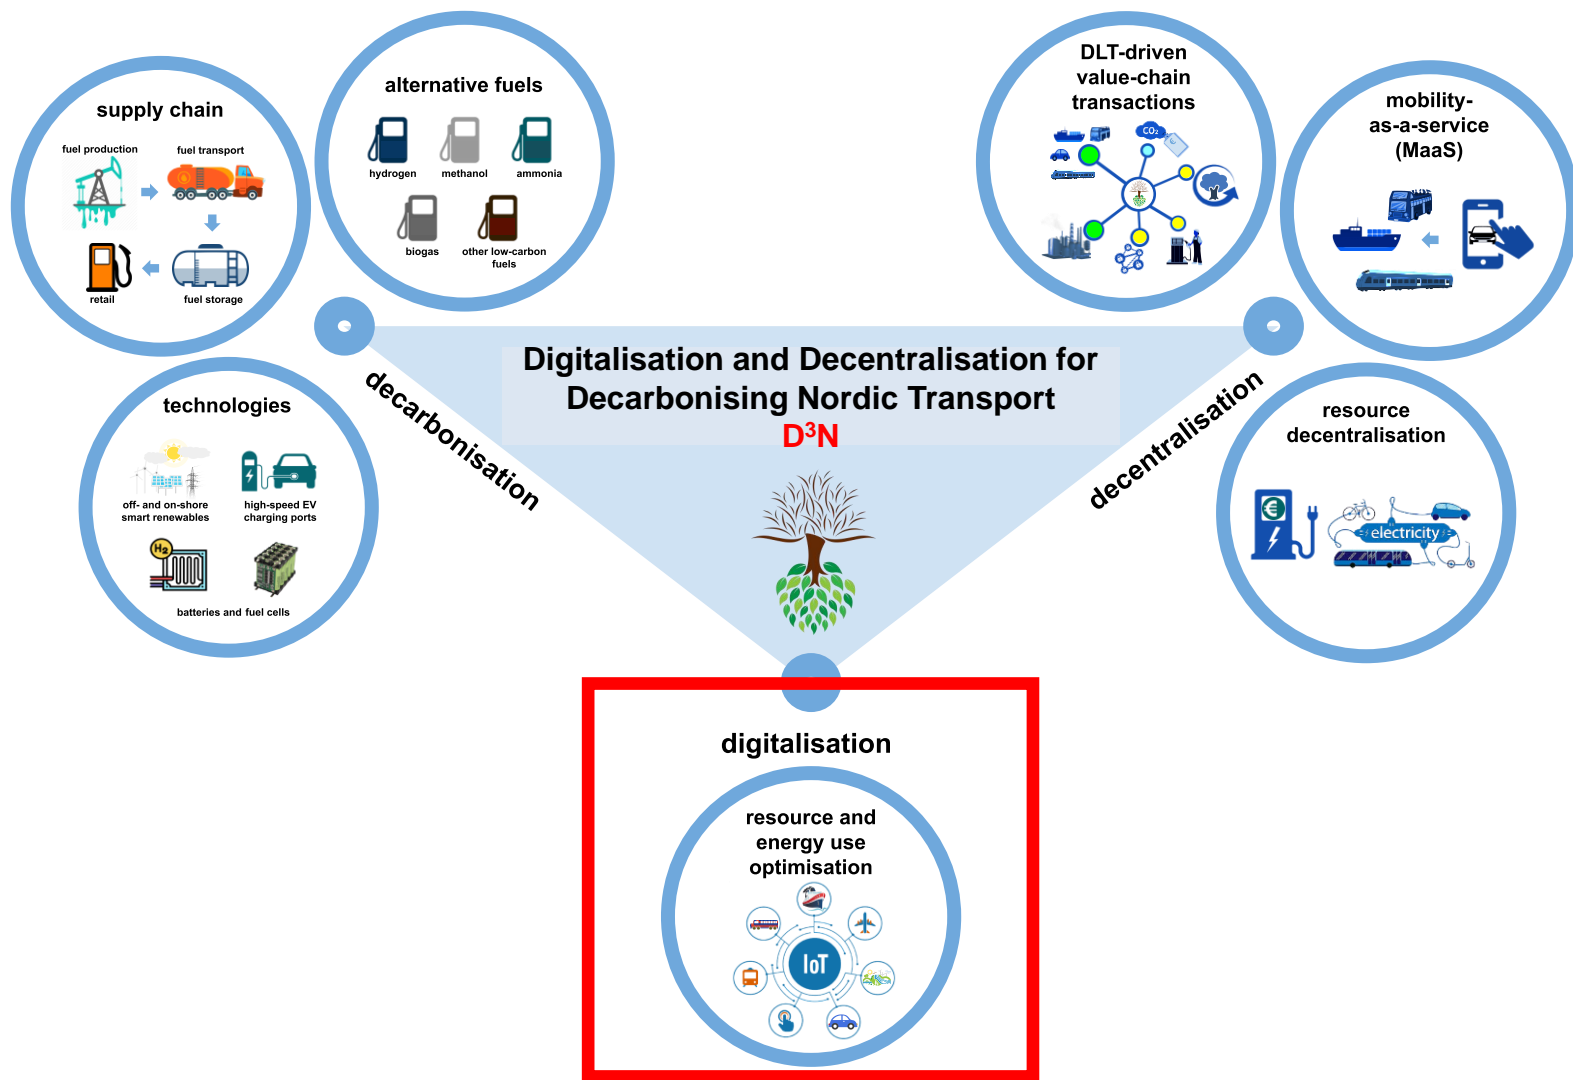 supply chain
fuel production
fuel transport
retail
fuel storage
alternative fuels
hydrogen
methanol
ammonia
biogas
other low-carbon
fuels
technologies
off- and on-shore
smart renewables
high-speed EV
charging ports
H2
batteries and fuel cells
decarbonisation
Digitalisation and Decentralisation for
Decarbonising Nordic Transport
D³N
DLT-driven
value-chain
transactions
CO₂
mobility-
as-a-service
(MaaS)
decentralisation
resource
decentralisation
€
electricity
digitalisation
resource and
energy use
optimisation
IoT